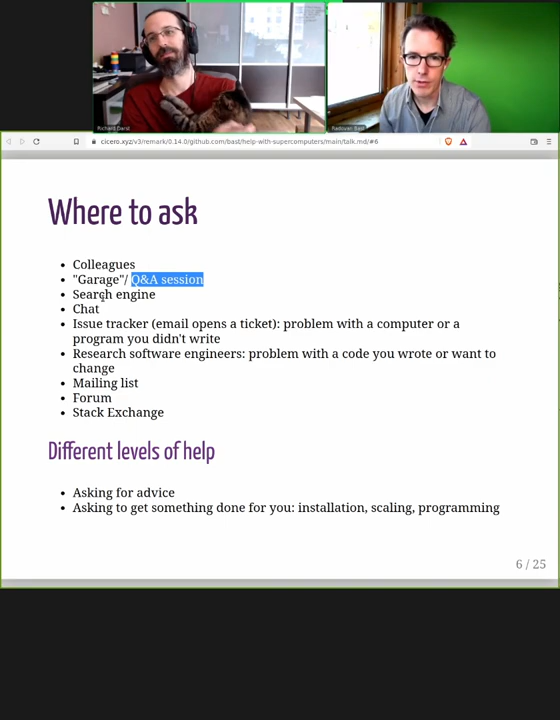 Richard Darst
Radovan Bast
cicero.xyz/v3/remark/0.14.0/github.com/bast/help-with-supercomputers/main/talk.md/#6
Where to ask
• Colleagues
• "Garage"/ Q&A session
• Search engine
• Chat
• Issue tracker (email opens a ticket): problem with a computer or a
program you didn't write
• Research software engineers: problem with a code you wrote or want to
change
• Mailing list
• Forum
• Stack Exchange
Different levels of help
• Asking for advice
• Asking to get something done for you: installation, scaling, programming
6 / 25